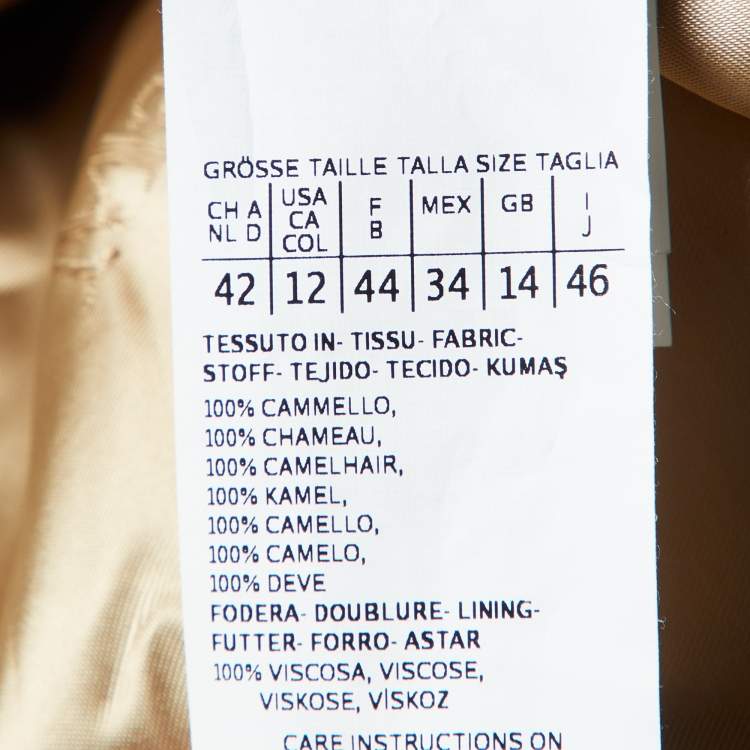 GRÖSSE TAILLE TALLA SIZE TAGLIA
CH A NL D USA CA COL F B MEX GB I J
42 12 44 34 14 46
TESSUTO IN- TISSU- FABRIC-
STOFF- TEJIDO- TECIDO- KUMAŞ
100% CAMMELLO,
100% CHAMEAU,
100% CAMELHAIR,
100% KAMEL,
100% CAMELLO,
100% CAMELO,
100% DEVE
FODERA- DOUBLURE- LINING-
FUTTER- FORRO- ASTAR
100% VISCOSA, VISCOSE,
VISKOSE, VİSKOZ
CARE INSTRUCTIONS ON